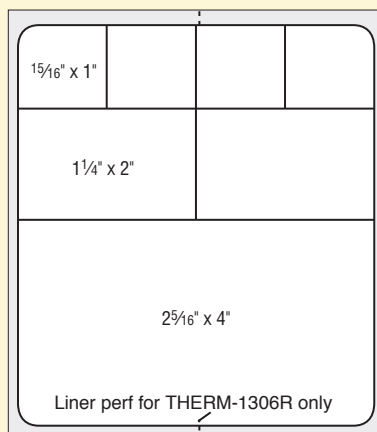 15⁄16" x 1"
11⁄4" x 2"
25⁄16" x 4"
Liner perf for THERM-1306R only